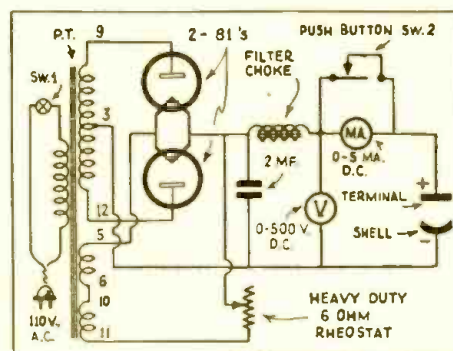 P.T.
SW.1
9
3
12
5
6
10
11
110V.
A.C.
2-81's
FILTER
CHOKE
2 MF.
PUSH BUTTON SW.2
MA.
0-5 MA.
D.C.
V
0-500 V.
D.C.
+
TERMINAL
SHELL
-
HEAVY DUTY
6 OHM
RHEOSTAT